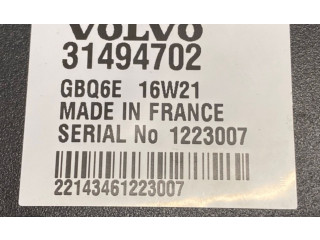 VOLVO
31494702
GBQ6E 16W21
MADE IN FRANCE
SERIAL No 1223007
22143461223007